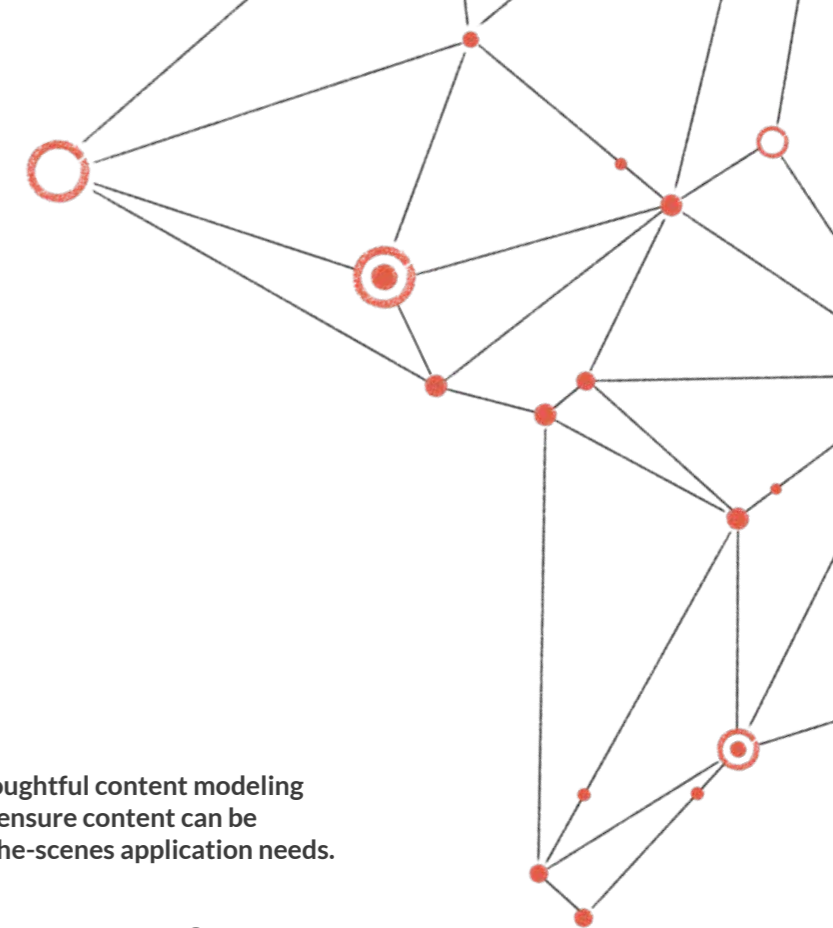 oughtful content modeling
ensure content can be
he-scenes application needs.